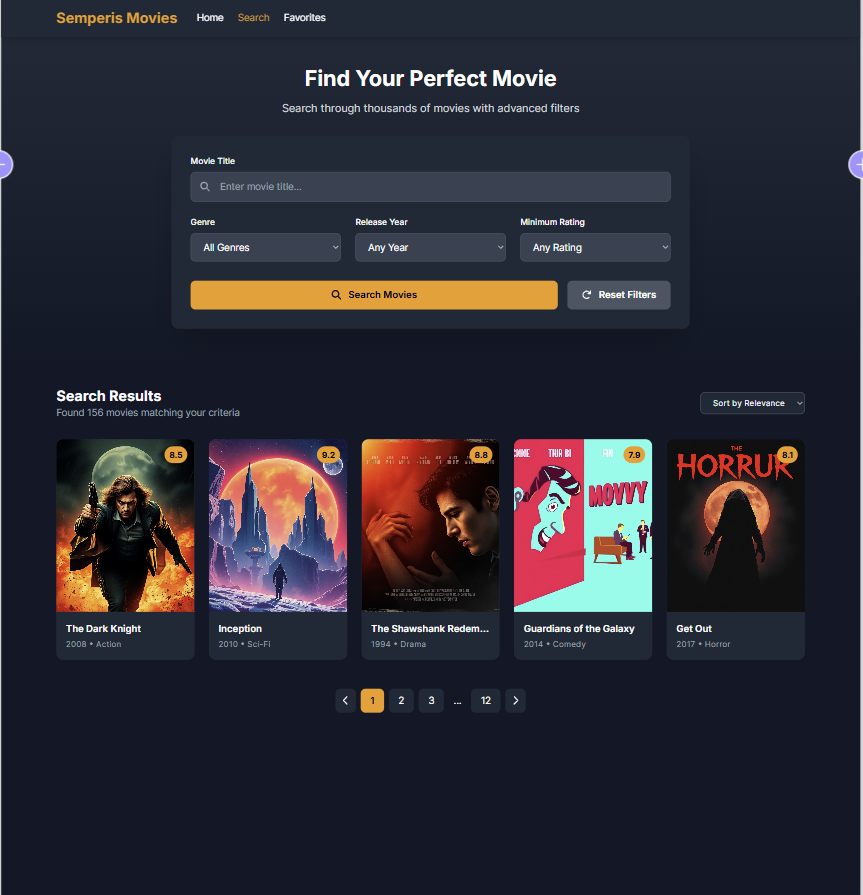 Semperis Movies Home Search Favorites
Find Your Perfect Movie
Search through thousands of movies with advanced filters
Movie Title
Enter movie title...
Genre Release Year Minimum Rating
All Genres Any Year Any Rating
Search Movies Reset Filters
Search Results
Found 156 movies matching your criteria
Sort by Relevance
8.5 9.2 8.8 7.9 8.1
THE
HORRUR
MOVVY
The Dark Knight Inception The Shawshank Redem... Guardians of the Galaxy Get Out
2008 • Action 2010 • Sci-Fi 1994 • Drama 2014 • Comedy 2017 • Horror
1 2 3 ... 12